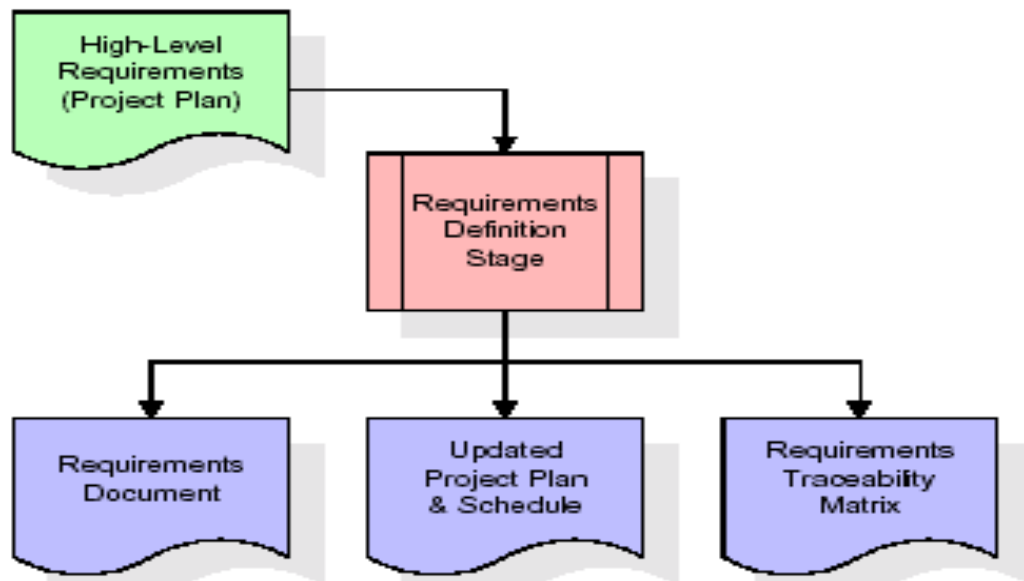 High-Level
Requirements
(Project Plan)
Requirements
Definition
Stage
Requirements
Document
Updated
Project Plan
& Schedule
Requirements
Traceability
Matrix